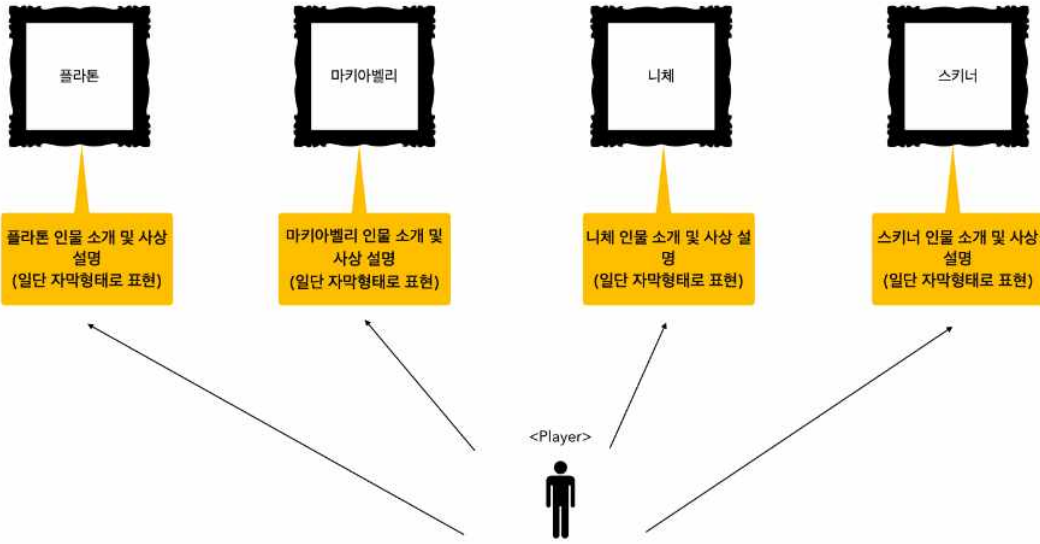 플라톤
마키아벨리
니체
스키너
플라톤 인물 소개 및 사상
설명
(일단 자막형태로 표현)
마키아벨리 인물 소개 및
사상 설명
(일단 자막형태로 표현)
니체 인물 소개 및 사상 설
명
(일단 자막형태로 표현)
스키너 인물 소개 및 사상
설명
(일단 자막형태로 표현)
<Player>